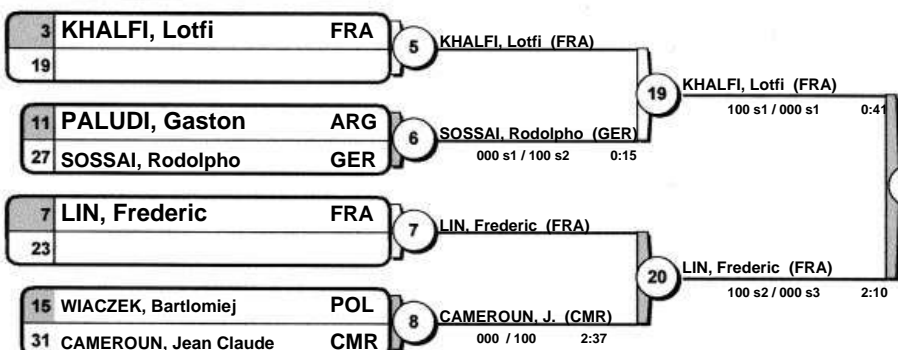 3 KHALFI, Lotfi FRA
19
5
KHALFI, Lotfi (FRA)
11 PALUDI, Gaston ARG
27 SOSSAI, Rodolpho GER
6
SOSSAI, Rodolpho (GER)
000 s1 / 100 s2 0:15
19
KHALFI, Lotfi (FRA)
100 s1 / 000 s1 0:41
7 LIN, Frederic FRA
23
7
LIN, Frederic (FRA)
15 WIACZEK, Bartlomiej POL
31 CAMEROUN, Jean Claude CMR
8
CAMEROUN, J. (CMR)
000 / 100 2:37
20
LIN, Frederic (FRA)
100 s2 / 000 s3 2:10